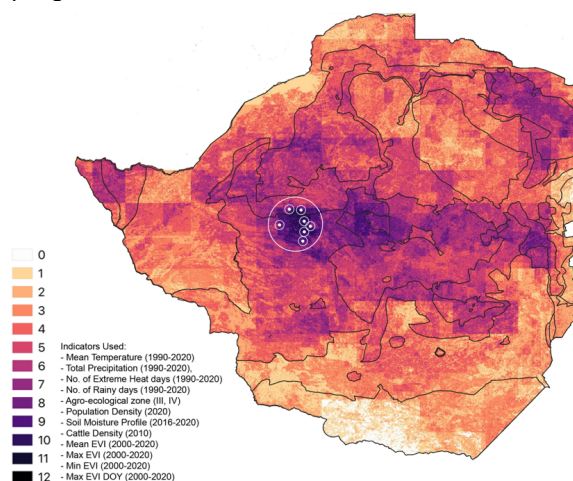 0
1
2
3
4
5
6
7
8
9
10
11
12
Indicators Used:
- Mean Temperature (1990-2020)
- Total Precipitation (1990-2020),
- No. of Extreme Heat days (1990-2020)
- No. of Rainy days (1990-2020)
- Agro-ecological zone (III, IV)
- Population Density (2020)
- Soil Moisture Profile (2016-2020)
- Cattle Density (2010)
- Mean EVI (2000-2020)
- Max EVI (2000-2020)
- Min EVI (2000-2020)
- Max EVI DOY (2000-2020)